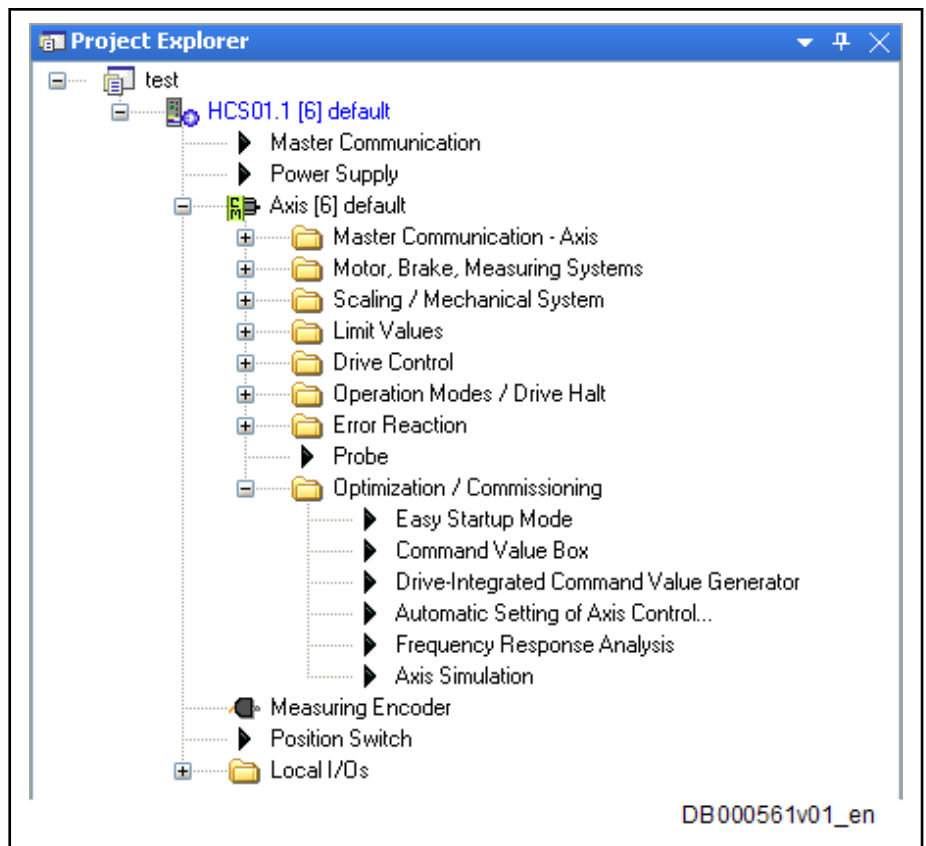 Project Explorer
test
HCS01.1 [6] default
Master Communication
Power Supply
Axis [6] default
Master Communication - Axis
Motor, Brake, Measuring Systems
Scaling / Mechanical System
Limit Values
Drive Control
Operation Modes / Drive Halt
Error Reaction
Probe
Optimization / Commissioning
Easy Startup Mode
Command Value Box
Drive-Integrated Command Value Generator
Automatic Setting of Axis Control...
Frequency Response Analysis
Axis Simulation
Measuring Encoder
Position Switch
Local I/Os
DB000561v01_en